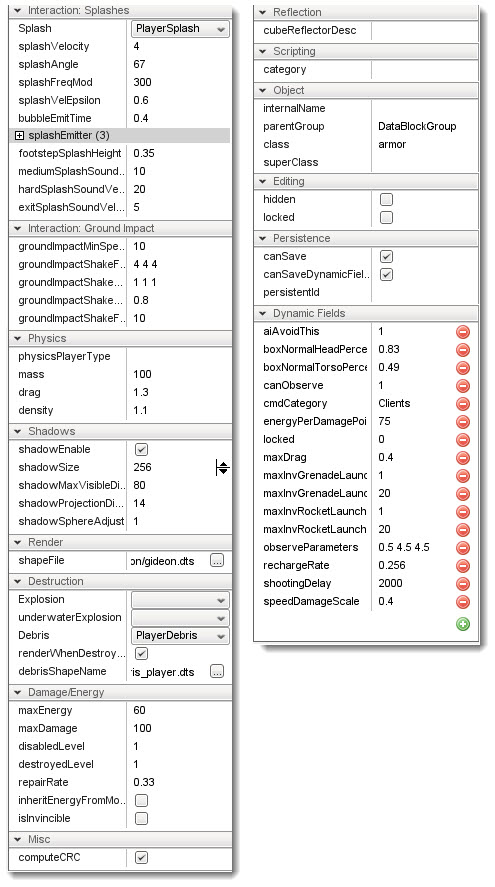 Interaction: Splashes
Splash PlayerSplash
splashVelocity 4
splashAngle 67
splashFreqMod 300
splashVelEpsilon 0.6
bubbleEmitTime 0.4
splashEmitter (3)
footstepSplashHeight 0.35
mediumSplashSound... 10
hardSplashSoundVe... 20
exitSplashSoundVel... 5
Interaction: Ground Impact
groundImpactMinSpe... 10
groundImpactShakeF... 4 4 4
groundImpactShake... 1 1 1
groundImpactShake... 0.8
groundImpactShakeF... 10
Physics
physicsPlayerType
mass 100
drag 1.3
density 1.1
Shadows
shadowEnable
shadowSize 256
shadowMaxVisibleDi... 80
shadowProjectionDi... 14
shadowSphereAdjust 1
Render
shapeFile on/gideon.dts ...
Destruction
Explosion
underwaterExplosion
Debris PlayerDebris
renderWhenDestroy...
debrisShapeName ris_player.dts ...
Damage/Energy
maxEnergy 60
maxDamage 100
disabledLevel 1
destroyedLevel 1
repairRate 0.33
inheritEnergyFromMo...
isInvincible
Misc
computeCRC
Reflection
cubeReflectorDesc
Scripting
category
Object
internalName
parentGroup DataBlockGroup
class armor
superClass
Editing
hidden
locked
Persistence
canSave
canSaveDynamicFiel...
persistentId
Dynamic Fields
aiAvoidThis 1
boxNormalHeadPerce 0.83
boxNormalTorsoPerce 0.49
canObserve 1
cmdCategory Clients
energyPerDamagePoi 75
locked 0
maxDrag 0.4
maxInvGrenadeLaunc 1
maxInvGrenadeLaunc 20
maxInvRocketLaunch 1
maxInvRocketLaunch 20
observeParameters 0.5 4.5 4.5
rechargeRate 0.256
shootingDelay 2000
speedDamageScale 0.4